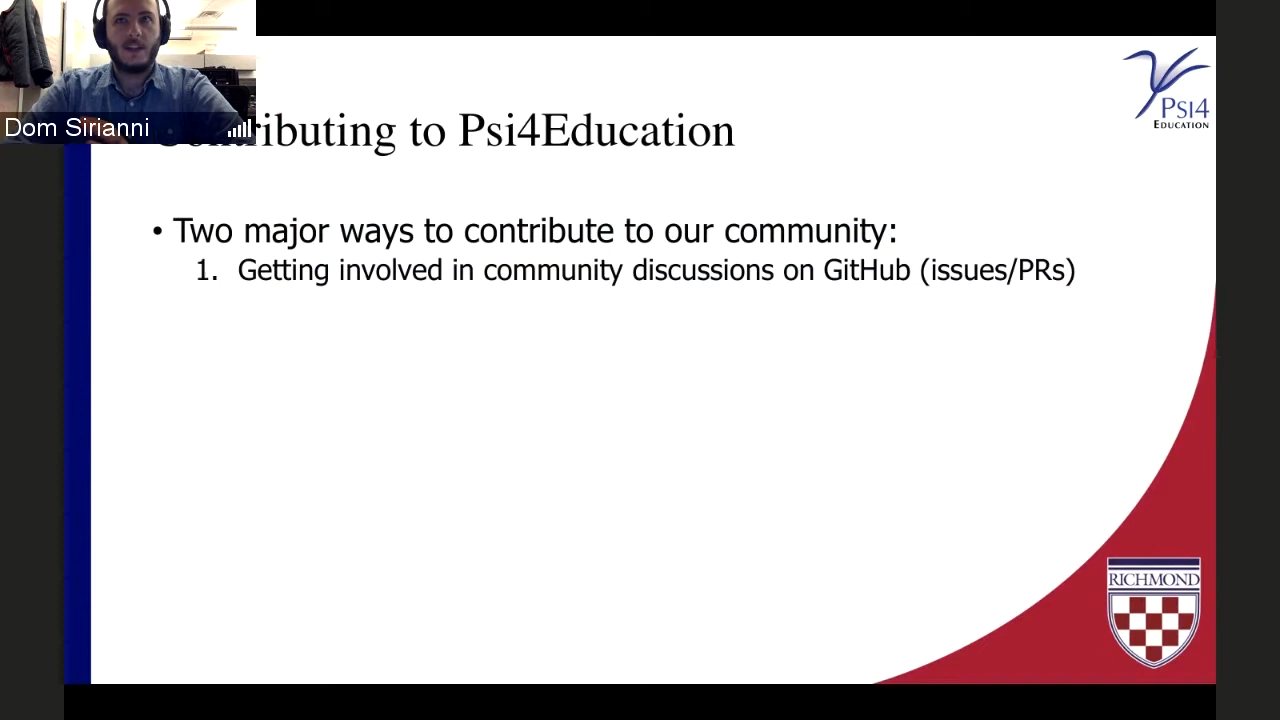 Dom Sirianni
Contributing to Psi4Education
• Two major ways to contribute to our community:
1. Getting involved in community discussions on GitHub (issues/PRs)
PSI4
EDUCATION
RICHMOND